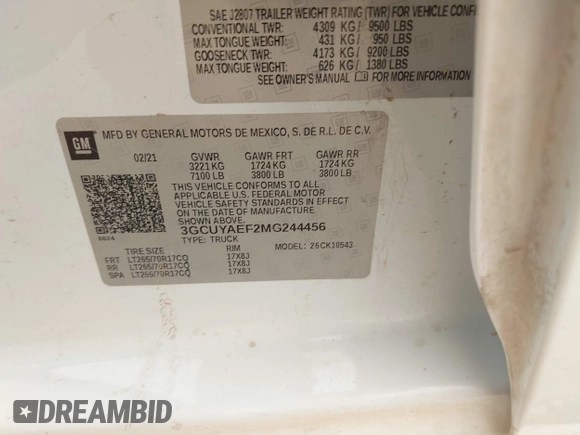 SAE J2807 TRAILER WEIGHT RATING (TWR) FOR VEHICLE CONFI
CONVENTIONAL TWR: 4309 KG/ 9500 LBS
MAX TONGUE WEIGHT: 431 KG/ 950 LBS
GOOSENECK TWR: 4173 KG/ 9200 LBS
MAX TONGUE WEIGHT: 626 KG/ 1380 LBS
SEE OWNER'S MANUAL FOR
GM MFD BY GENERAL MOTORS DE MEXICO, S. DE R.L. DE C.V.
02/21 GVWR GAWR FRT GAWR RR
3221 KG 1724 KG 1724 KG
7100 LB 3800 LB 3800 LB
THIS VEHICLE CONFORMS TO ALL
APPLICABLE U.S. FEDERAL MOTOR
VEHICLE SAFETY STANDARDS IN EFFECT
ON THE DATE OF MANUFACTURE SHOWN ABOVE.
3GCUYAEF2MG244456
TYPE: TRUCK MODEL: 26CK10543
TIRE SIZE RIM
FRT LT265/70R17CQ 17X8J
RR LT265/70R17CQ 17X8J
SPA LT265/70R17CQ 17X8J
DREAMBID